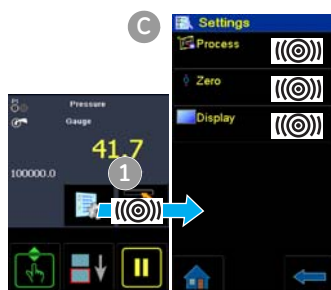 C
Settings
Process
Zero
Display
Pressure
Gauge
41.7
100000.0
1